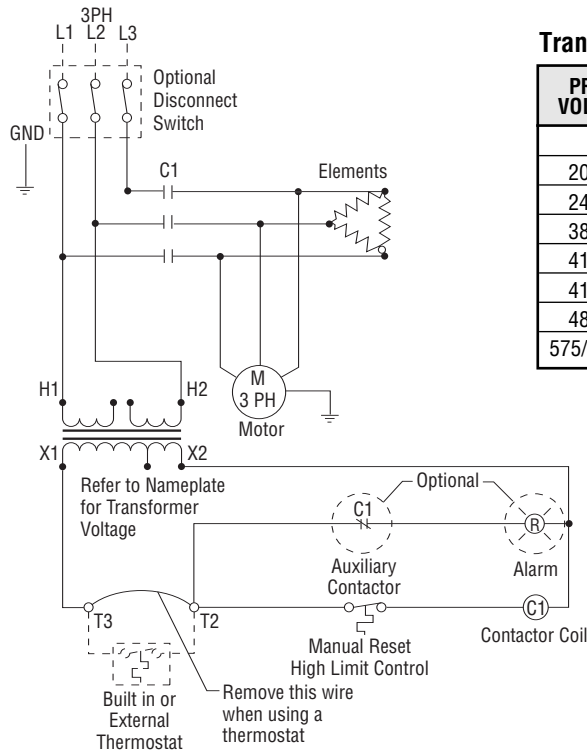 3PH
L1 L2 L3
Optional
Disconnect
Switch
GND
C1
Elements
M
3 PH
Motor
H1
H2
X1
X2
Refer to Nameplate
for Transformer
Voltage
Optional
C1
R
Auxiliary
Contactor
Alarm
T3
T2
C1
Contactor Coil
Manual Reset
High Limit Control
Built in or
External
Thermostat
Remove this wire
when using a
thermostat
575/